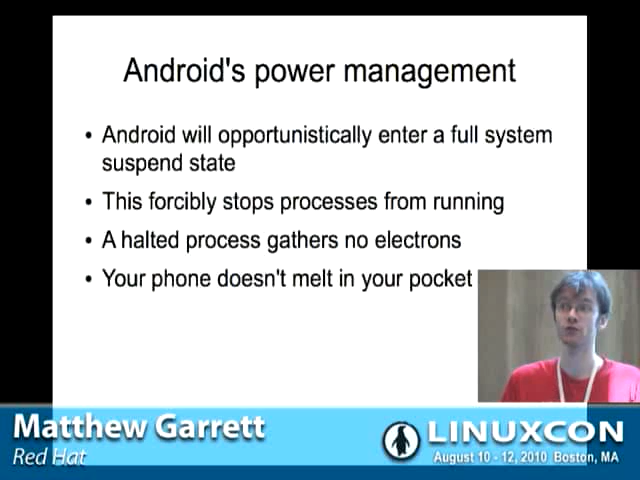 Android's power management
• Android will opportunistically enter a full system
suspend state
• This forcibly stops processes from running
• A halted process gathers no electrons
• Your phone doesn't melt in your pocket
Matthew Garrett
Red Hat
LINUXCON
August 10 - 12, 2010 Boston, MA